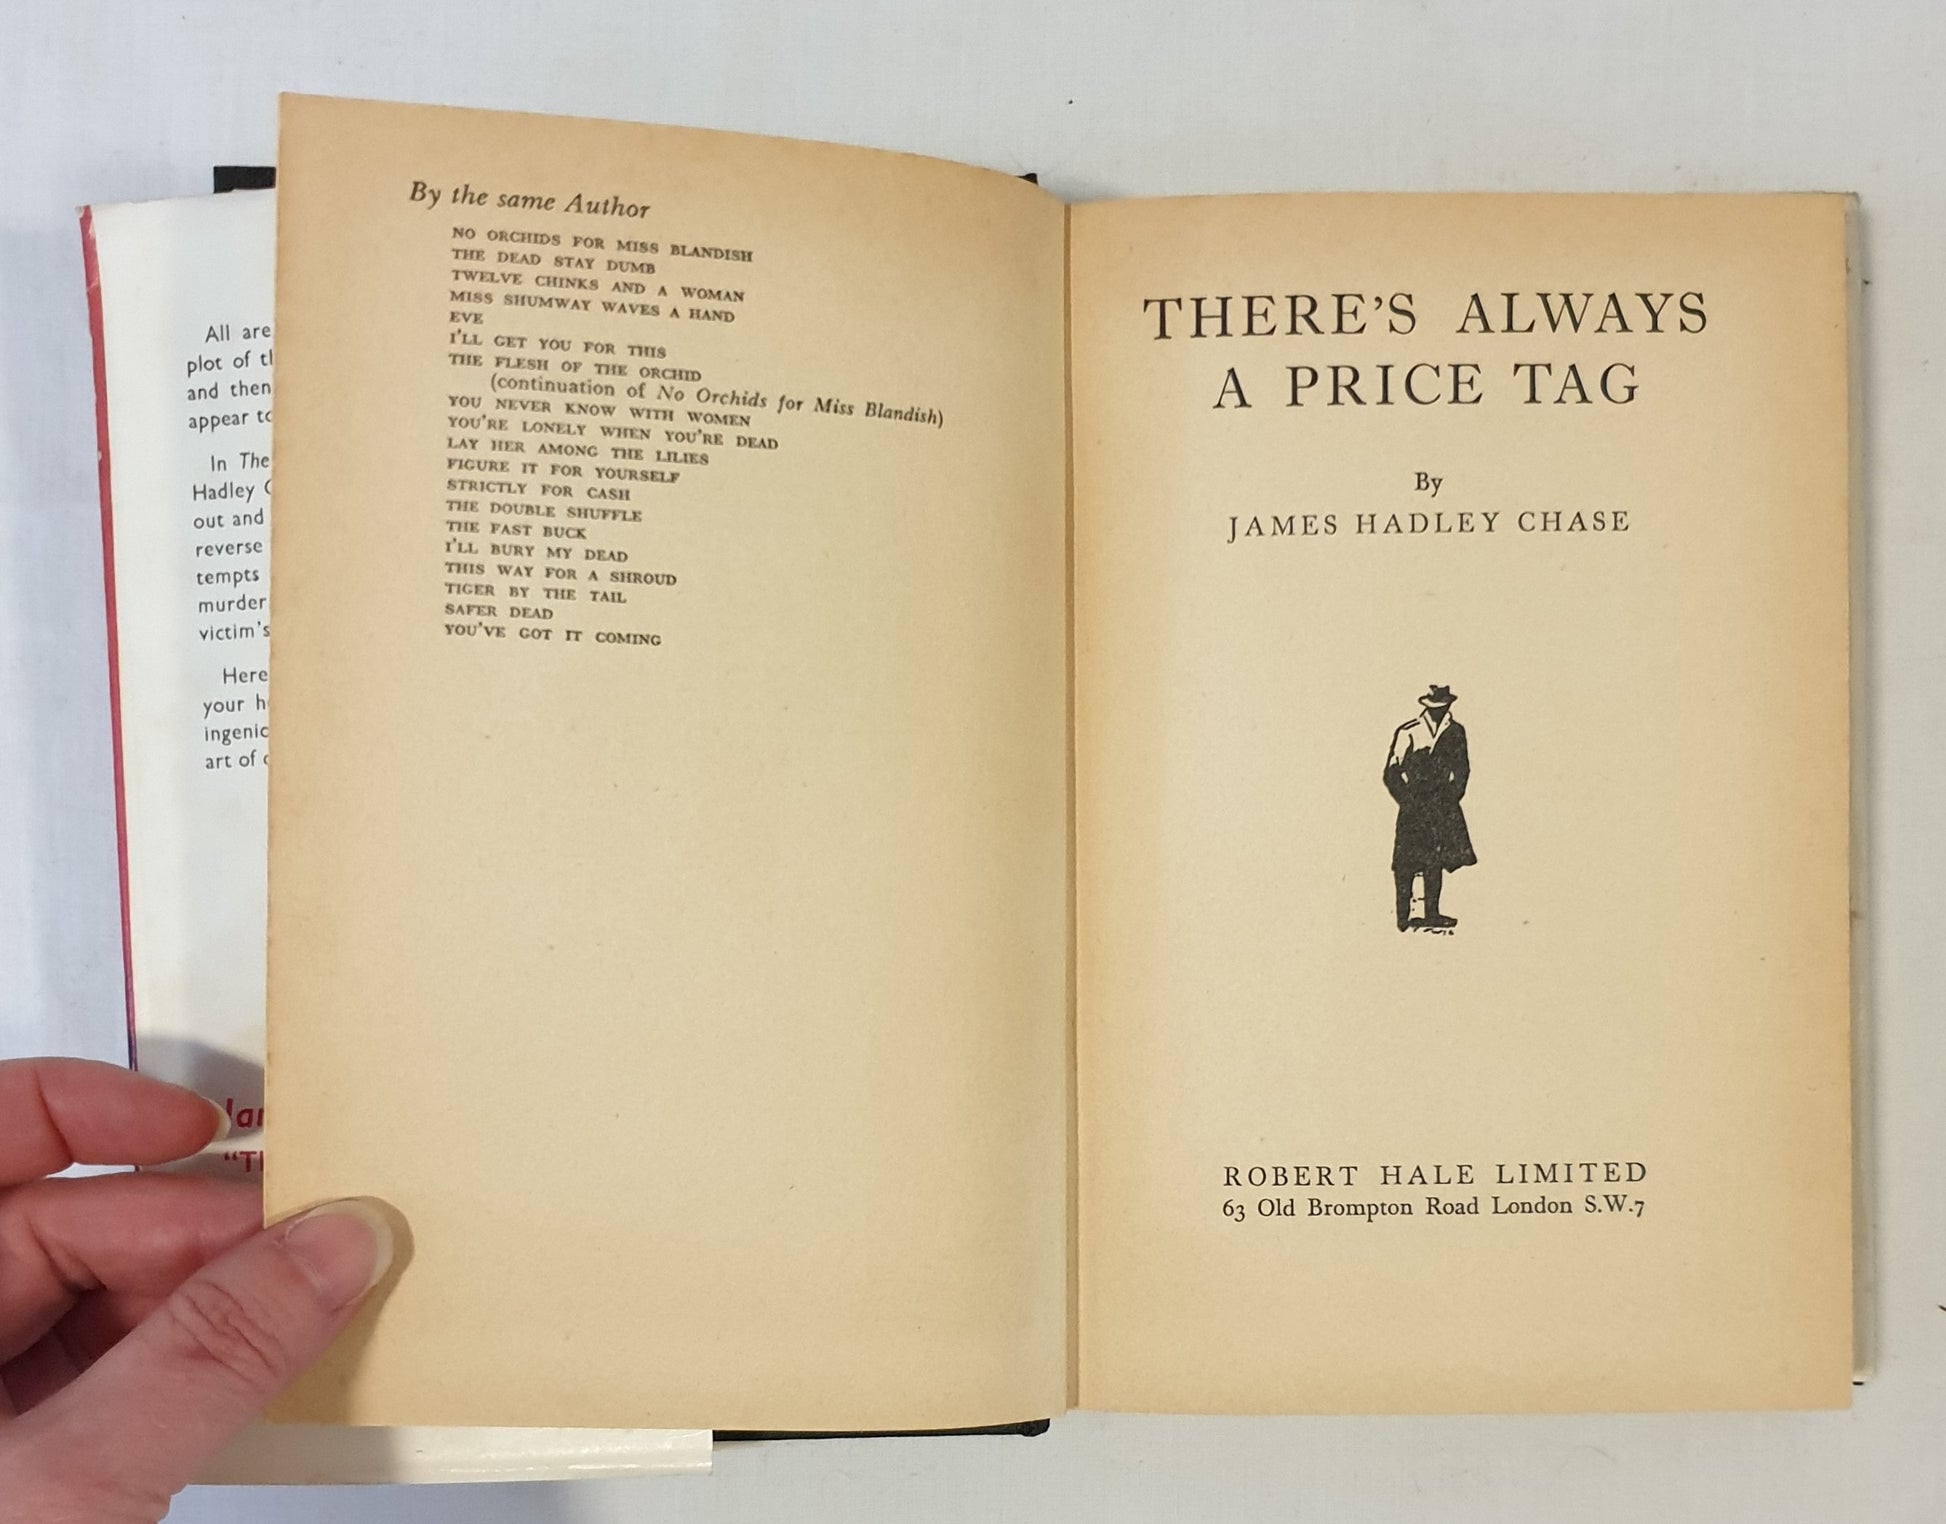 All are
plot of
and then
appear
In The
Hadley
out and
reverse
tempts
murder
victim's
Here
your
art of
By the same Author
NO ORCHIDS FOR MISS BLANDISH
THE DEAD STAY DUMB
TWELVE CHINKS AND A WOMAN
MISS SHUMWAY WAVES A HAND
EVE
I'LL GET YOU FOR THIS
THE FLESH OF THE ORCHID
(continuation of No Orchids for Miss Blandish)
YOU NEVER KNOW WITH WOMEN
YOU'RE LONELY WHEN YOU'RE DEAD
LAY HER AMONG THE LILIES
FIGURE IT FOR YOURSELF
STRICTLY FOR CASH
THE DOUBLE SHUFFLE
THE FAST BUCK
I'LL BURY MY DEAD
THIS WAY FOR A SHROUD
TIGER BY THE TAIL
SAFER DEAD
YOU'VE GOT IT COMING
THERE'S ALWAYS
A PRICE TAG
By
JAMES HADLEY CHASE
ROBERT HALE LIMITED
63 Old Brompton Road London S.W.7